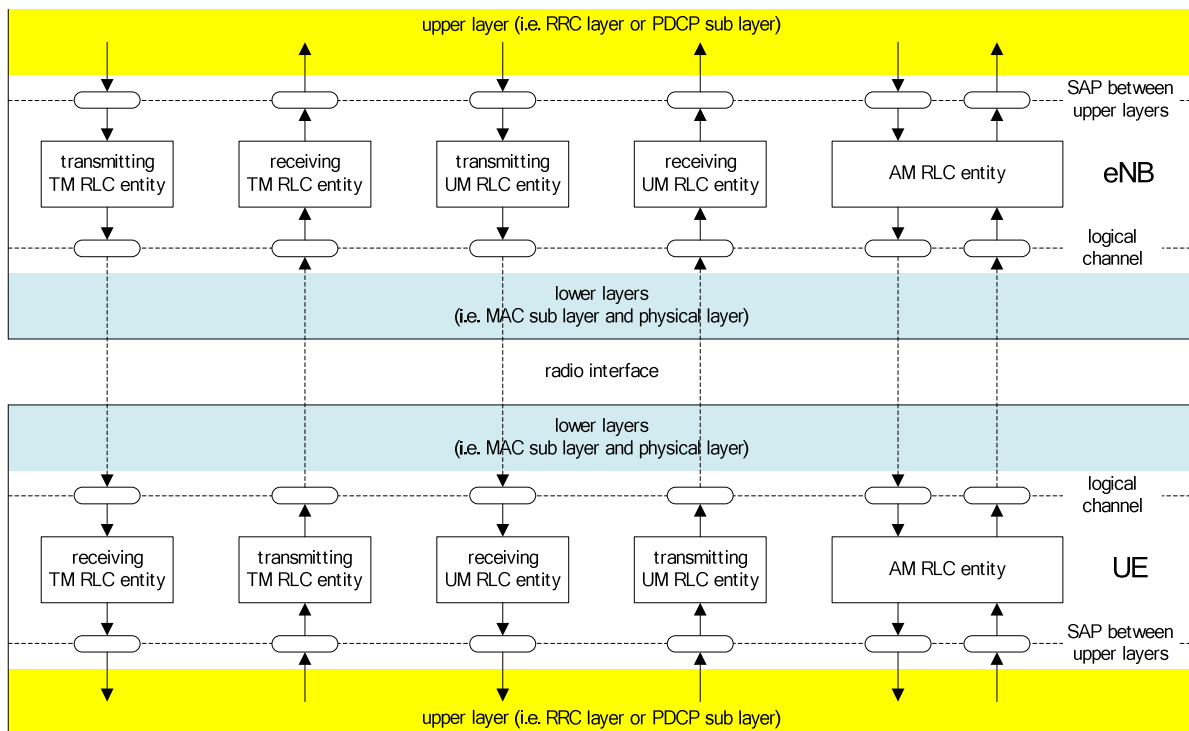 upper layer (i.e. RRC layer or PDCP sub layer)
SAP between
upper layers
transmitting
TM RLC entity
receiving
TM RLC entity
transmitting
UM RLC entity
receiving
UM RLC entity
AM RLC entity
eNB
logical
channel
lower layers
(i.e. MAC sub layer and physical layer)
radio interface
lower layers
(i.e. MAC sub layer and physical layer)
logical
channel
receiving
TM RLC entity
transmitting
TM RLC entity
receiving
UM RLC entity
transmitting
UM RLC entity
AM RLC entity
UE
SAP between
upper layers
upper layer (i.e. RRC layer or PDCP sub layer)